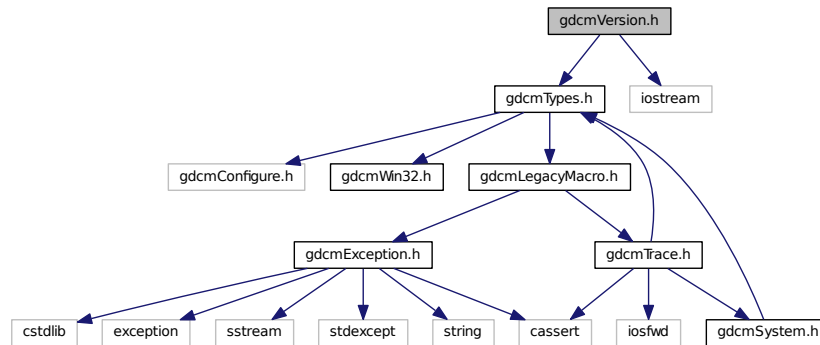 gdcmVersion.h
gdcmTypes.h
iostream
gdcmConfigure.h
gdcmWin32.h
gdcmLegacyMacro.h
gdcmException.h
gdcmTrace.h
cstdlib
exception
sstream
stdexcept
string
cassert
iosfwd
gdcmSystem.h